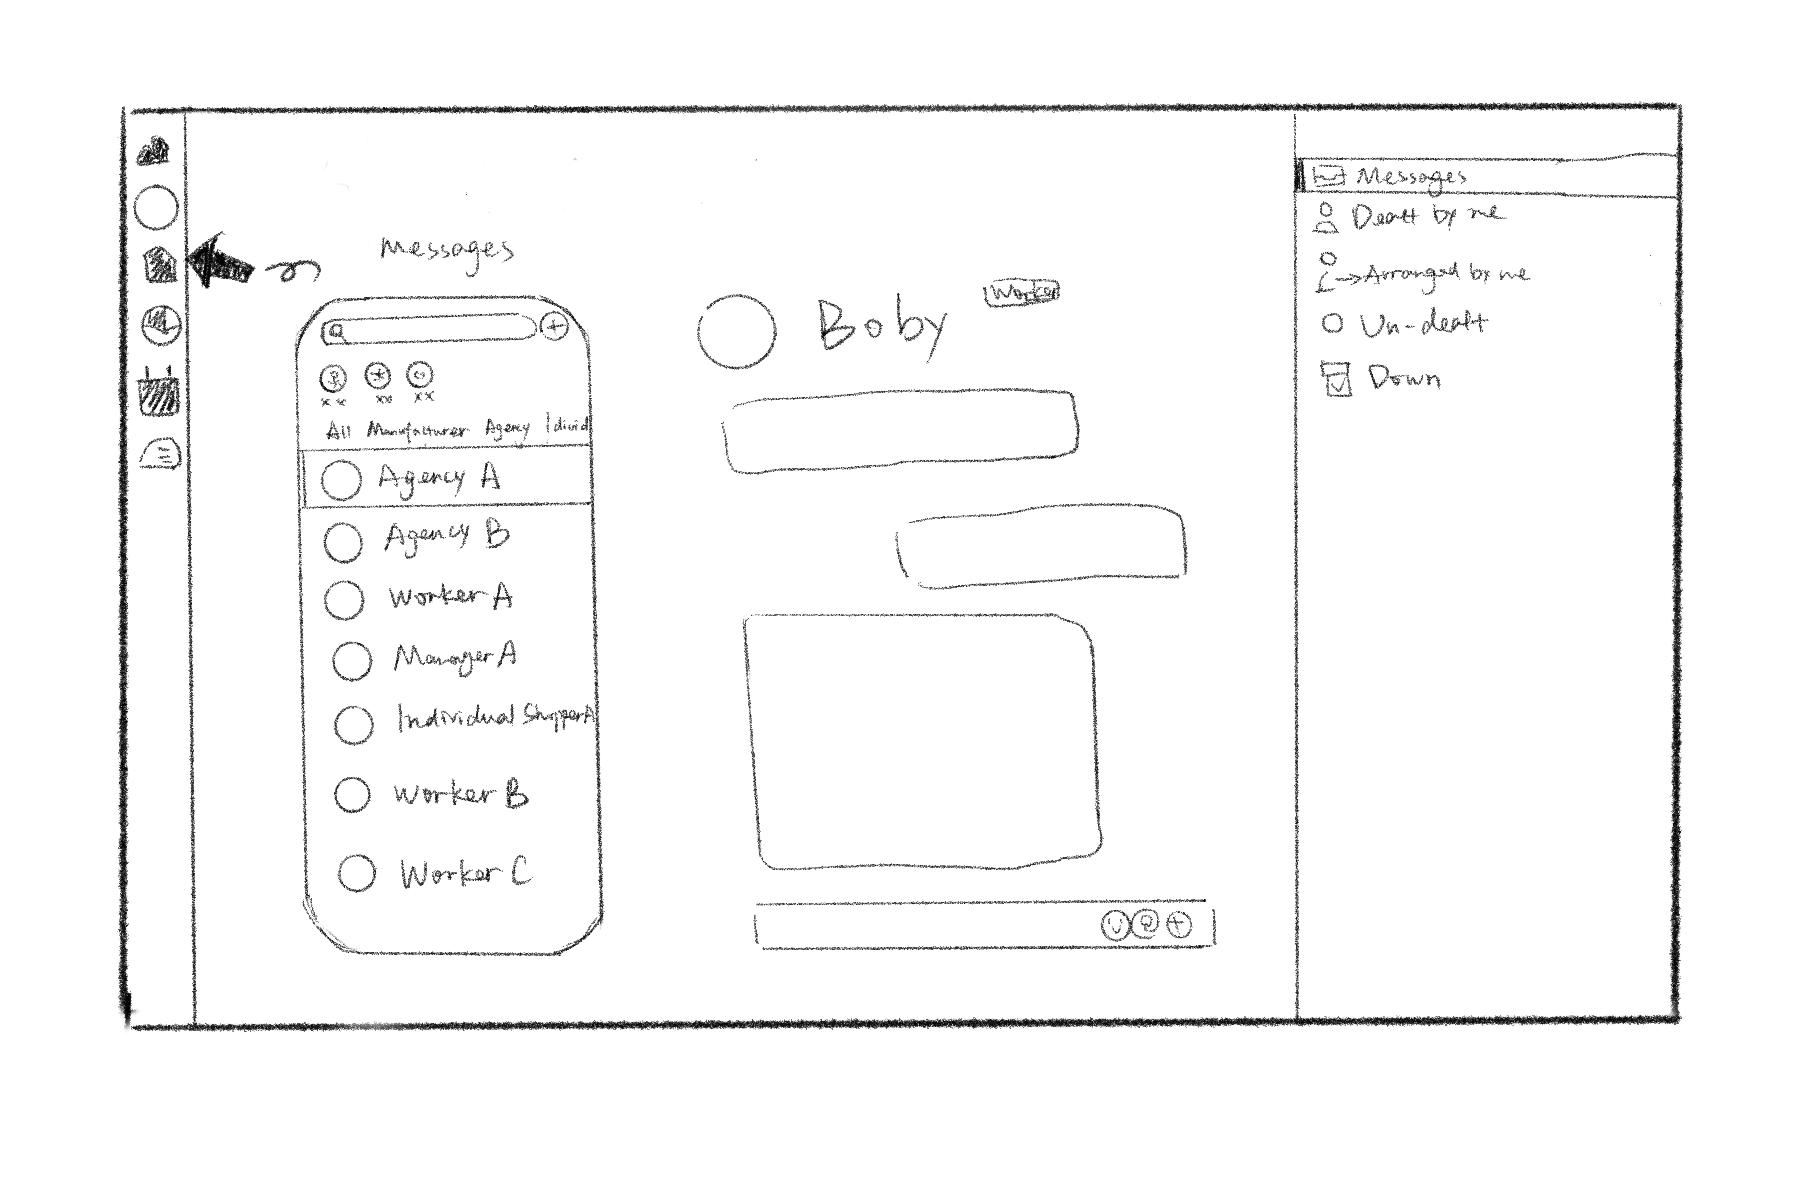 Messages
xx xx xx
All Manufacturer Agency Idivid
Agency A
Agency B
Worker A
Manager A
Individual Shopper A
Worker B
Worker C
Boby
Worker
Messages
Dealt by me
Arranged by me
Un-dealt
Down